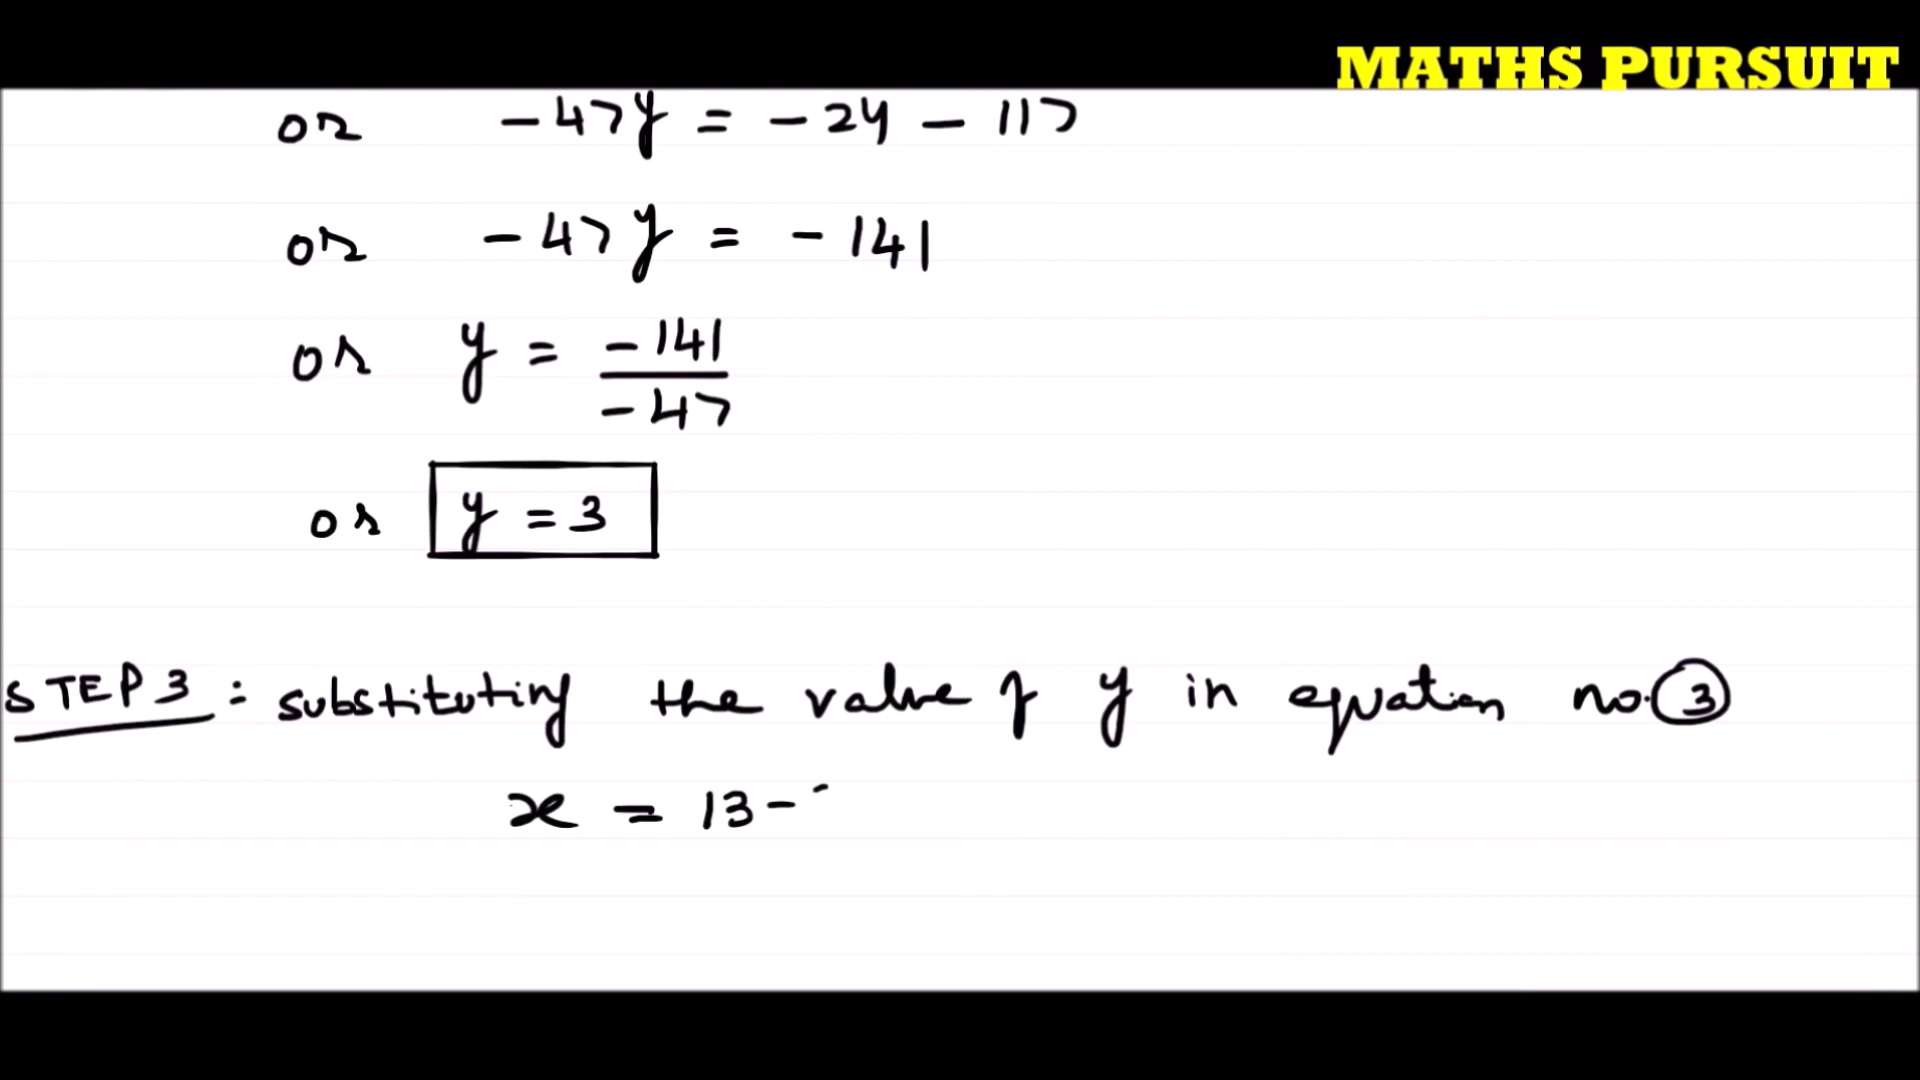 MATHS PURSUIT
or -47y = -24 - 117
or -47y = -141
or y = -141
-47
or y = 3
STEP 3 : substituting the value of y in equation no. 3
x = 13 -